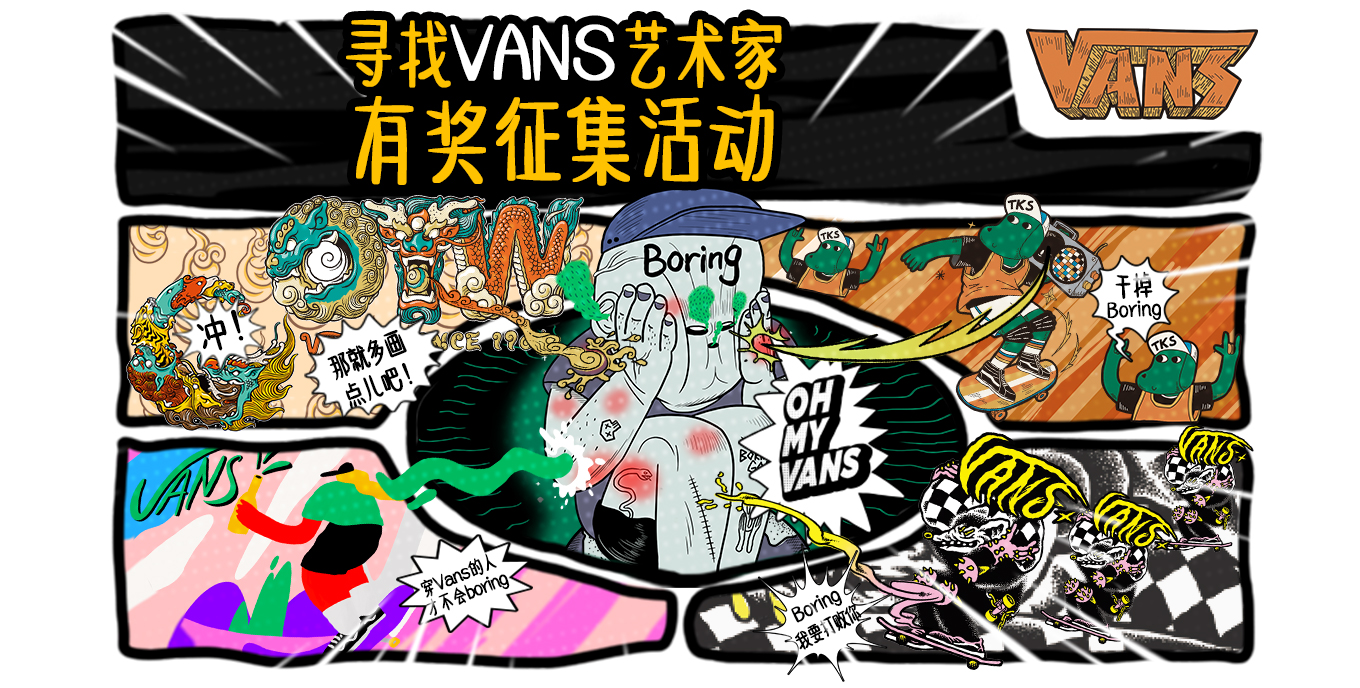 寻找VANS艺术家
有奖征集活动
VANS
OTW
冲！
那就多画
点儿吧！
Boring
TKS
TKS
干掉
Boring
TKS
OH
MY
VANS
VANS
穿Vans的人
才不会boring
VANS
VANS
VANS
Boring
我要打败你